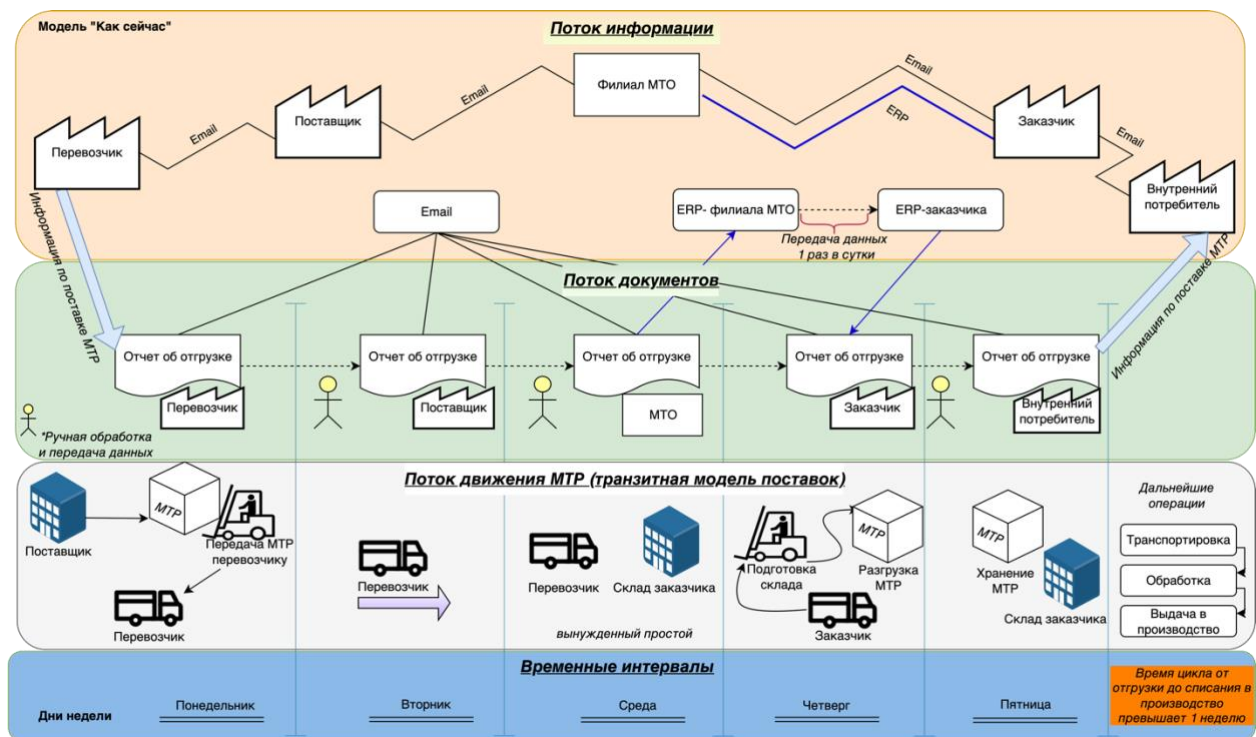 Модель "Как сейчас"
Поток информации
Перевозчик
Email
Поставщик
Email
Филиал МТО
Email
ERP
Заказчик
Email
Внутренний
потребитель
Информация по поставке МТР
Email
ERP- филиала МТО
ERP-заказчика
Передача данных
1 раз в сутки
Информация по поставке МТР
Поток документов
Отчет об отгрузке
Перевозчик
Отчет об отгрузке
Поставщик
Отчет об отгрузке
МТО
Отчет об отгрузке
Заказчик
Отчет об отгрузке
Внутренний
потребитель
*Ручная обработка
и передача данных
Поток движения МТР (транзитная модель поставок)
Поставщик
МТР
Передача МТР
перевозчику
Перевозчик
Перевозчик
Перевозчик
Склад заказчика
вынужденный простой
Подготовка
склада
МТР
Разгрузка
МТР
Заказчик
МТР
Хранение
МТР
Склад заказчика
Дальнейшие
операции
Транспортировка
Обработка
Выдача в
производство
Временные интервалы
Дни недели
Понедельник
Вторник
Среда
Четверг
Пятница
Время цикла от
отгрузки до списания в
производство
превышает 1 неделю